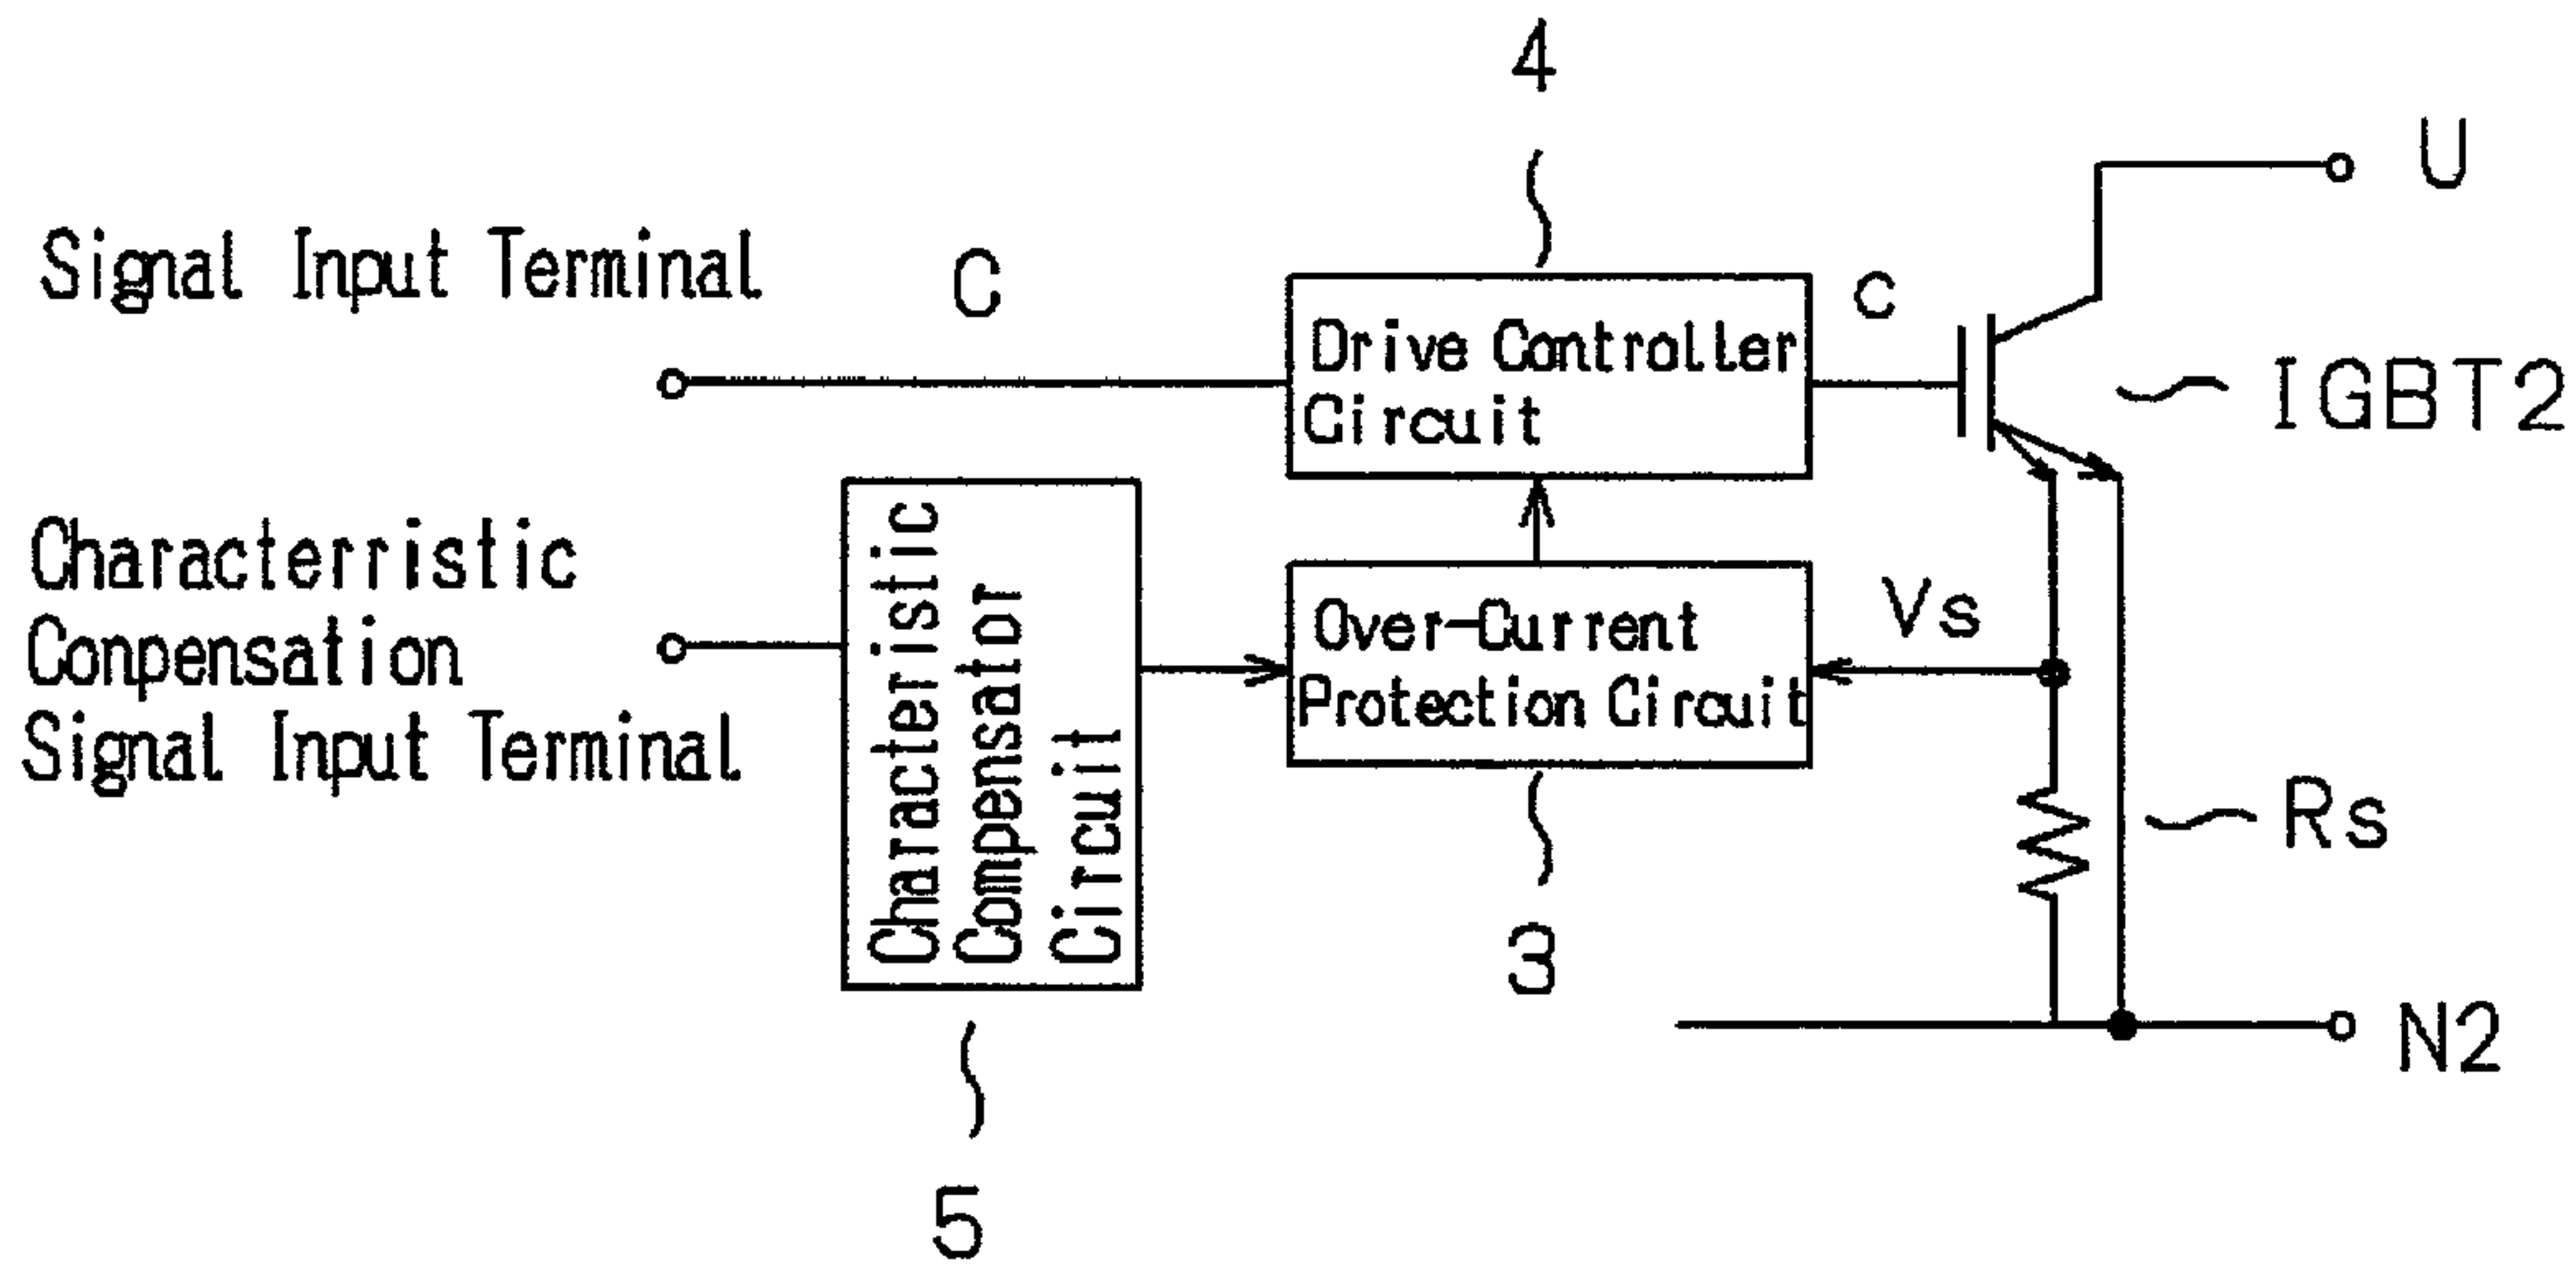 4
U
Signal Input Terminal
C
c
Drive Controller
Circuit
IGBT2
Characterristic
Conpensation
Signal Input Terminal
Characteristic
Compensator
Circuit
Over-Current
Protection Circuit
Vs
Rs
3
N2
5